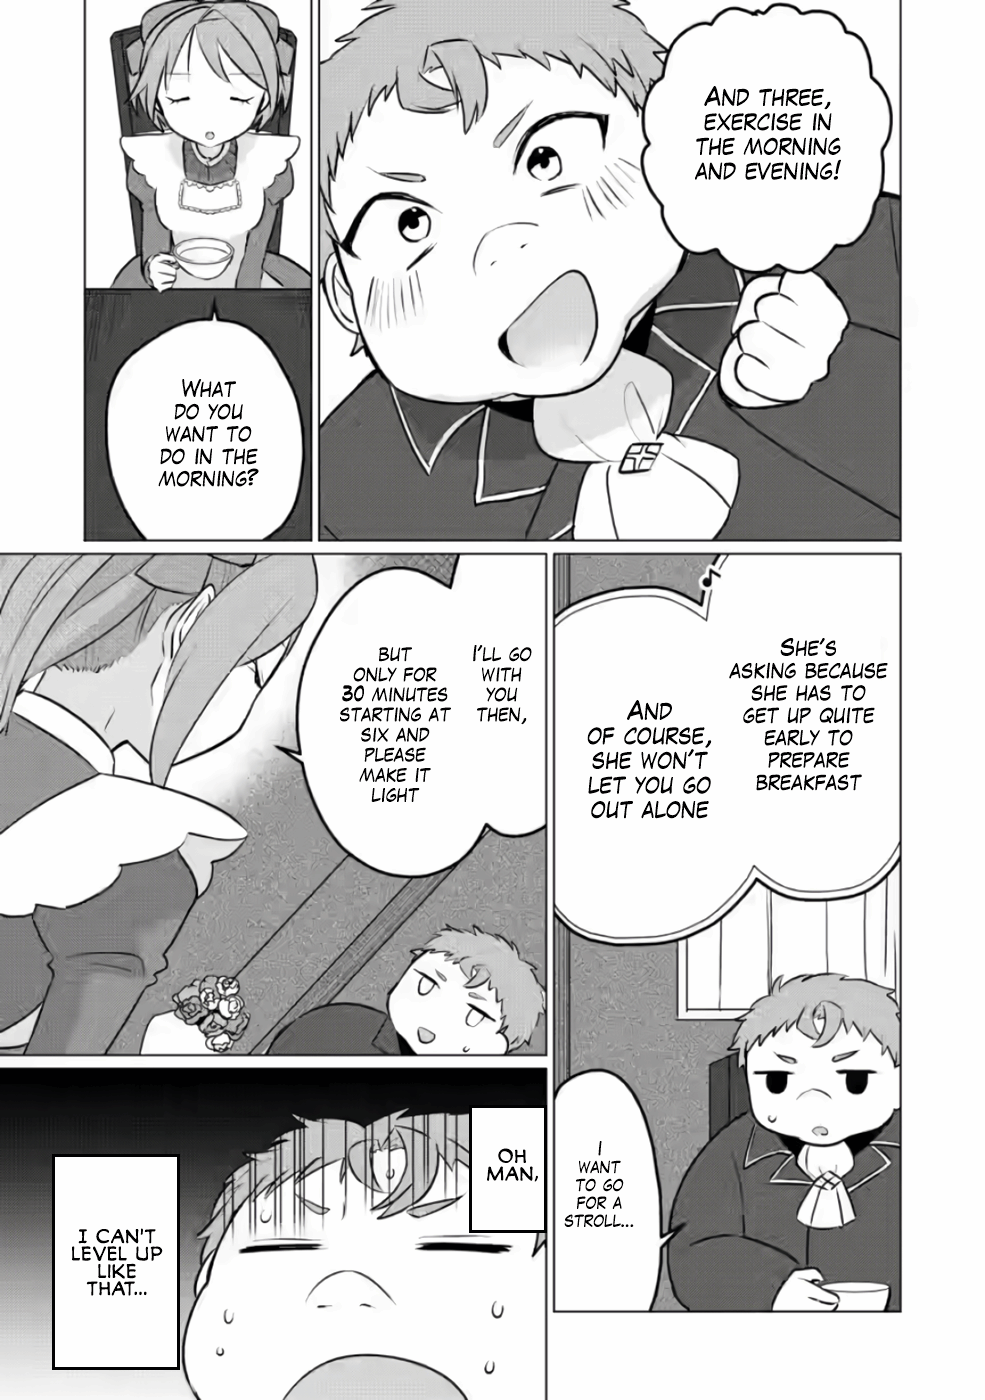 AND THREE,
EXERCISE IN
THE MORNING
AND EVENING!
WHAT
DO YOU
WANT TO
DO IN THE
MORNING?
SHE'S
ASKING BECAUSE
SHE HAS TO
GET UP QUITE
EARLY TO
PREPARE
BREAKFAST
AND
OF COURSE,
SHE WON'T
LET YOU GO
OUT ALONE
I
WANT
TO GO
FOR A
STROLL...
I'LL GO
WITH
YOU
THEN,
BUT
ONLY FOR
30 MINUTES
STARTING AT
SIX AND
PLEASE
MAKE IT
LIGHT
OH
MAN,
I CAN'T
LEVEL UP
LIKE
THAT...